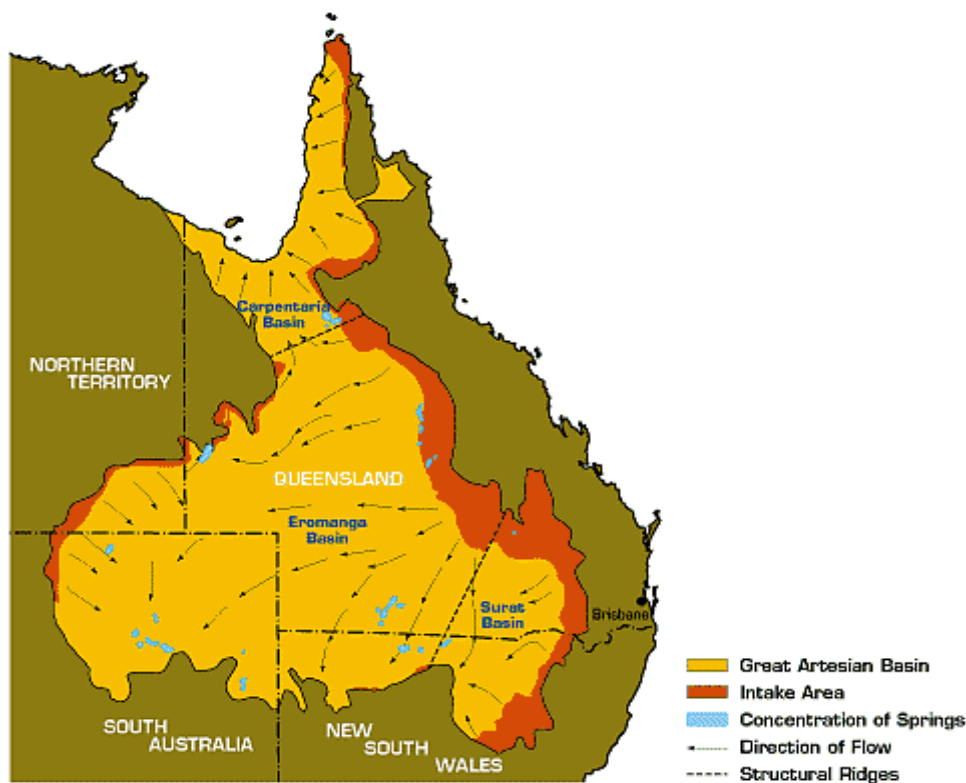 Carpentaria
Basin
NORTHERN
TERRITORY
QUEENSLAND
Eromanga
Basin
Surat
Basin
Brisbane
SOUTH
AUSTRALIA
NEW
SOUTH
WALES
Great Artesian Basin
Intake Area
Concentration of Springs
Direction of Flow
Structural Ridges